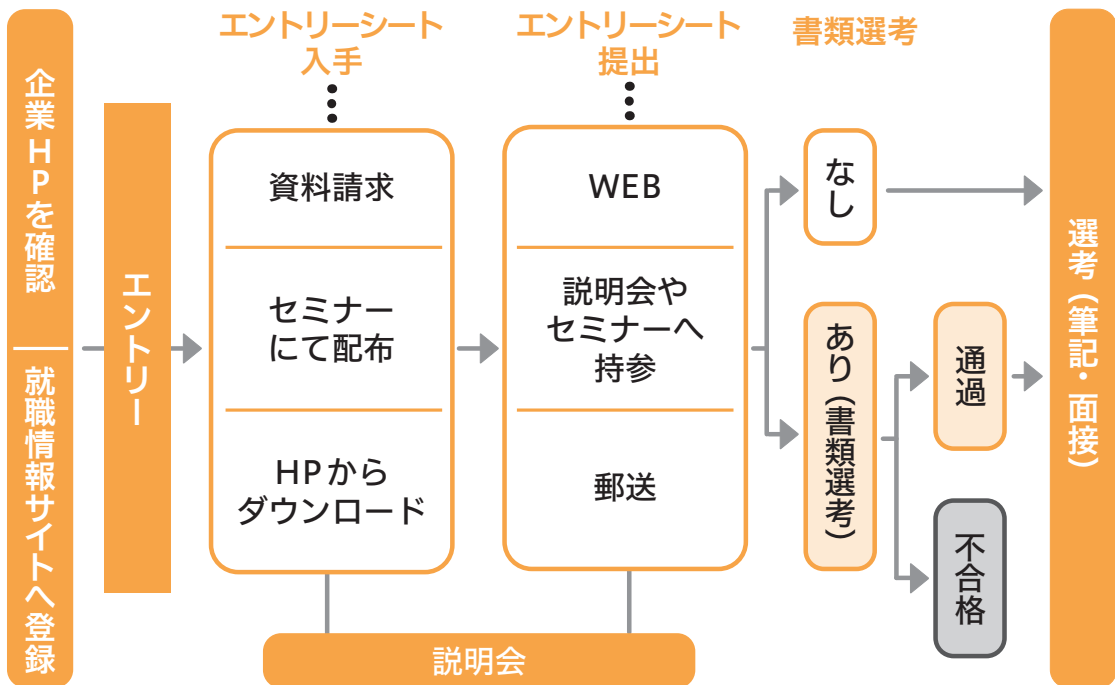 企業HPを確認
就職情報サイトへ登録
エントリー
エントリーシート
入手
資料請求
セミナー
にて配布
HPから
ダウンロード
エントリーシート
提出
WEB
説明会や
セミナーへ
持参
郵送
説明会
書類選考
なし
あり（書類選考）
通過
不合格
選考（筆記・面接）